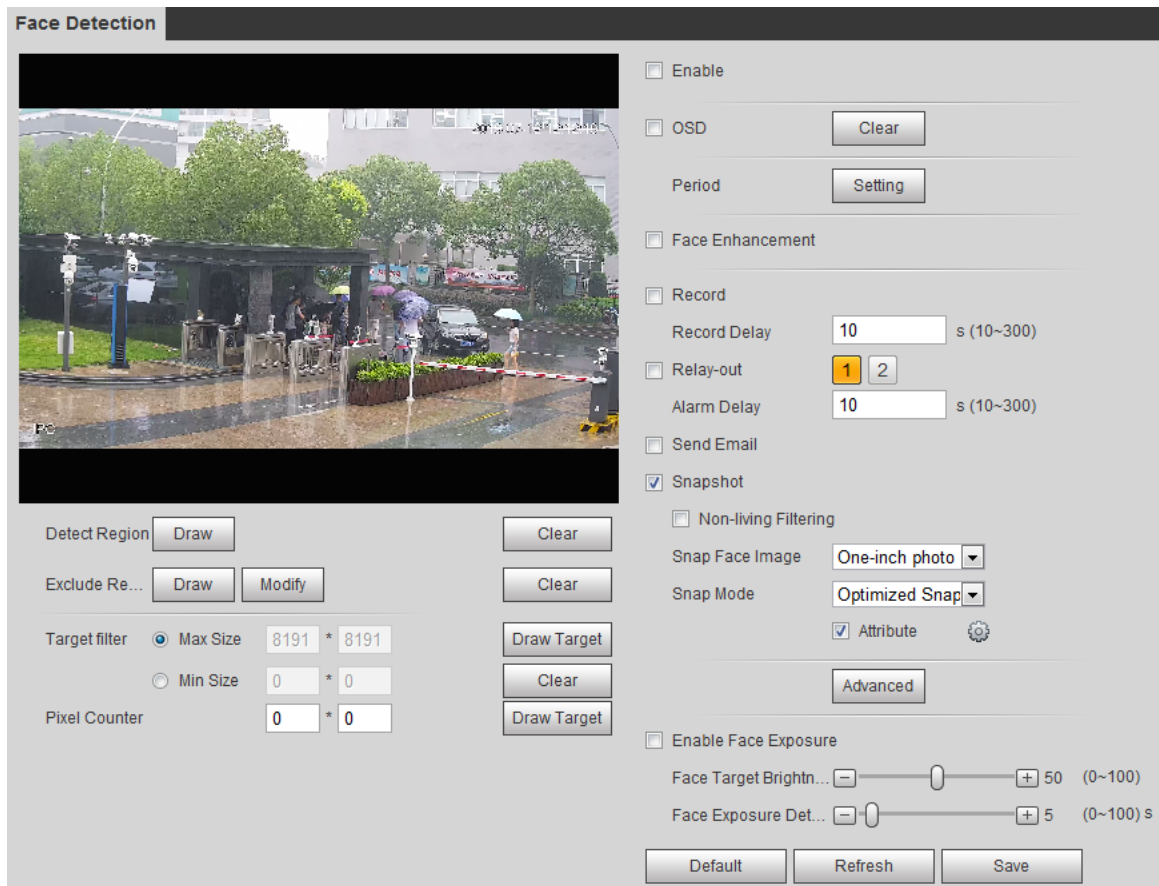 Face Detection
Enable
OSD Clear
Period Setting
Face Enhancement
Record
Record Delay 10 s (10~300)
Relay-out 1 2
Alarm Delay 10 s (10~300)
Send Email
Snapshot
Non-living Filtering
Snap Face Image One-inch photo
Snap Mode Optimized Snap
Attribute
Advanced
Enable Face Exposure
Face Target Brightn... 50 (0~100)
Face Exposure Det... 5 (0~100) s
Default Refresh Save
IPC
Detect Region Draw Clear
Exclude Re... Draw Modify Clear
Target filter Max Size 8191 * 8191 Draw Target
Min Size 0 * 0 Clear
Pixel Counter 0 * 0 Draw Target